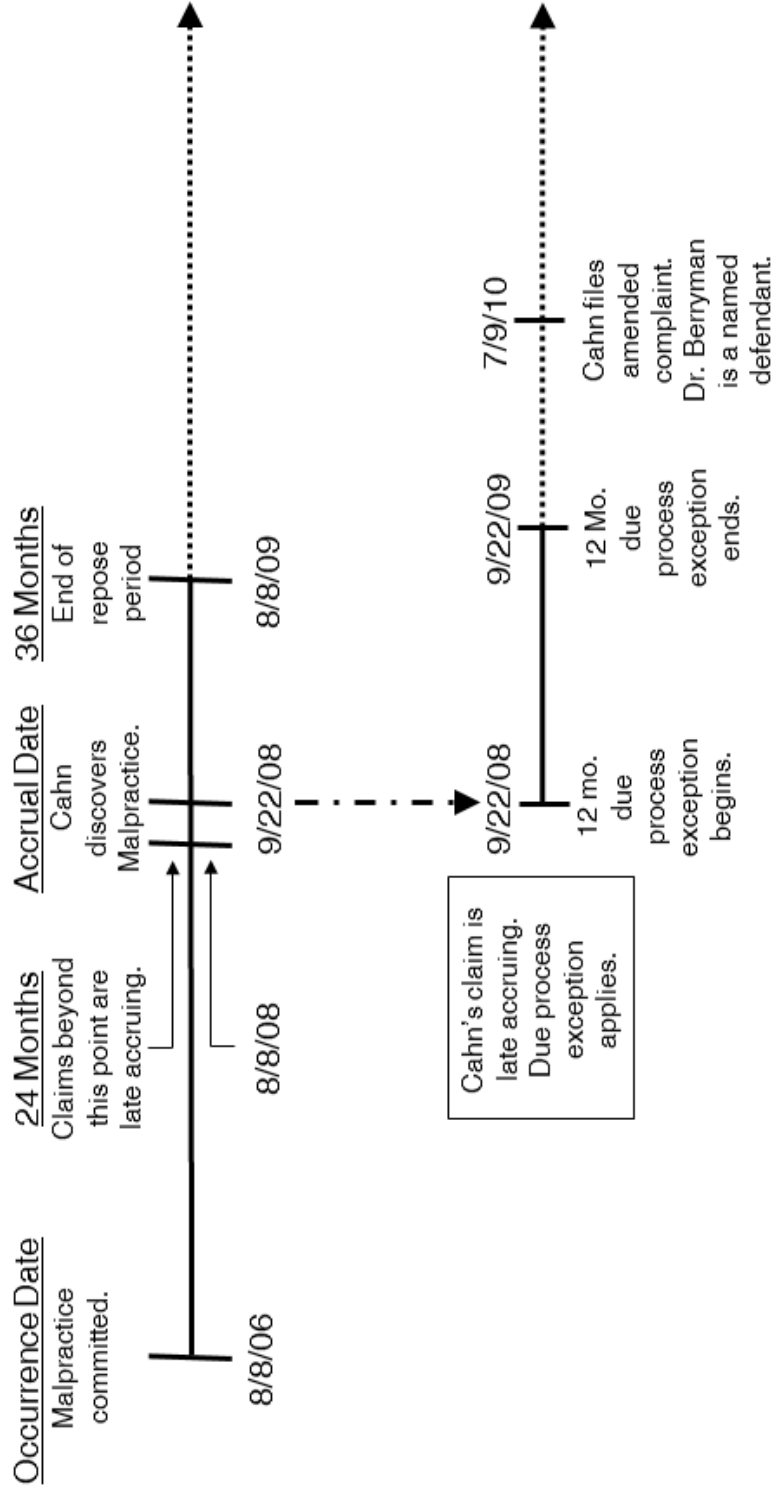 Occurrence Date
Malpractice
committed.
8/8/06
24 Months
Claims beyond
this point are
late accruing.
8/8/08
Accrual Date
Cahn
discovers
Malpractice.
9/22/08
36 Months
End of
repose
period
8/8/09
Cahn's claim is
late accruing.
Due process
exception
applies.
9/22/08
12 mo.
due
process
exception
begins.
9/22/09
12 Mo.
due
process
exception
ends.
7/9/10
Cahn files
amended
complaint.
Dr. Berryman
is a named
defendant.